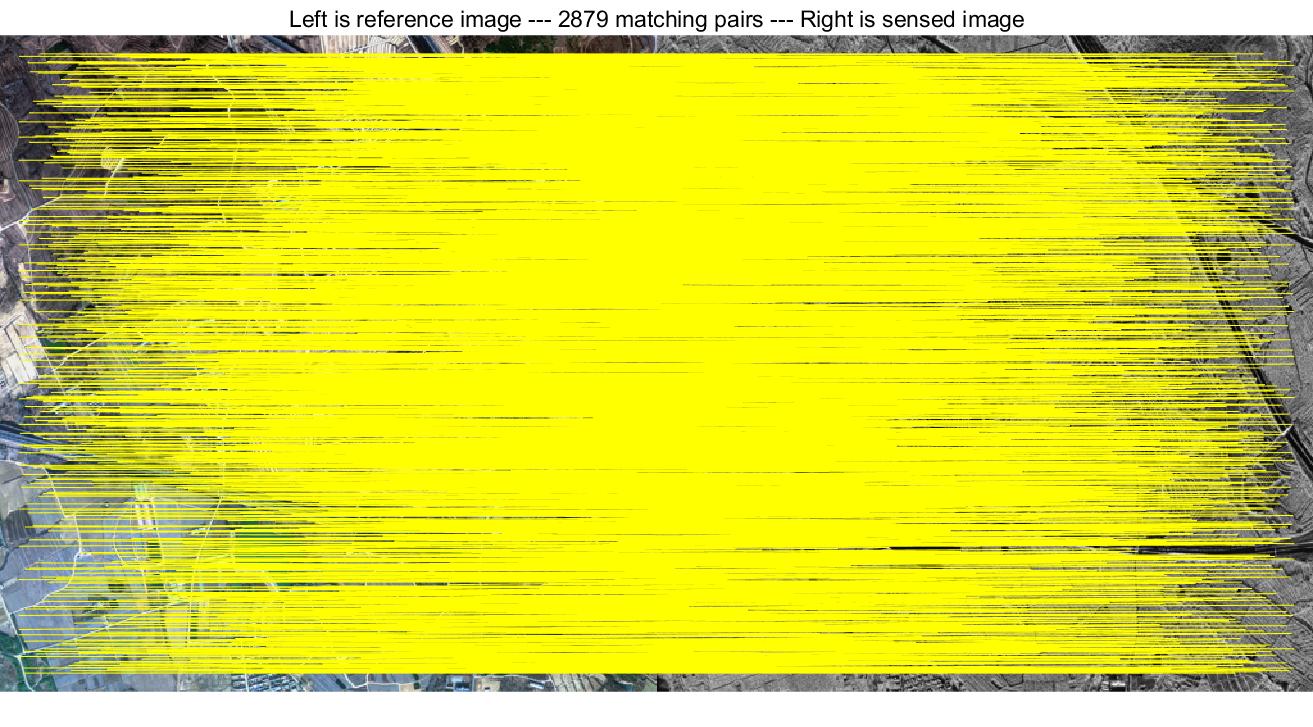 Left is reference image --- 2879 matching pairs --- Right is sensed image